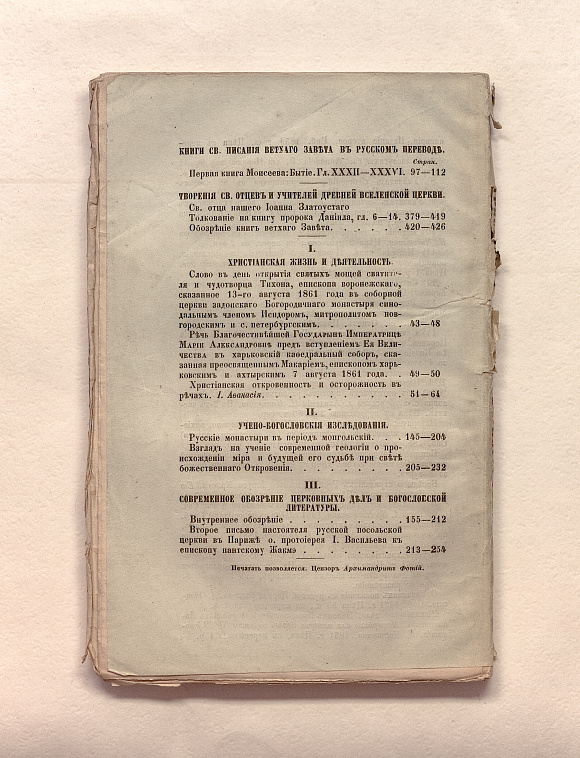 КНИГИ СВ. ПИСАНІЯ ВЕТХАГО ЗАВѢТА ВЪ РУССКОМЪ ПЕРЕВОДѢ.
Стран.
Первая книга Моисеева: Бытіе. Гл. XXXII—XXXVI. 97—112
ТВОРЕНІЯ СВ. ОТЦЕВЪ И УЧИТЕЛЕЙ ДРЕВНЕЙ ВСЕЛЕНСКОЙ ЦЕРКВИ.
Св. отца нашего Іоанна Златоустаго
Толкованіе на книгу пророка Даніила, гл. 6—14. 379—419
Обозрѣніе книгъ ветхаго Завѣта. . . . . . 420—426
I.
ХРИСТІАНСКАЯ ЖИЗНЬ И ДѢЯТЕЛЬНОСТЬ.
Слово въ день открытія святыхъ мощей святите-
ля и чудотворца Тихона, епископа воронежскаго,
сказанное 13-го августа 1861 года въ соборной
церкви задонскаго Богородичнаго монастыря сино-
дальнымъ членомъ Исидоромъ, митрополитомъ нов-
городскимъ и с. петербургскимъ. . . . . . . 43—48
Рѣчь Благочестивѣйшей Государынѣ Императрицѣ
Маріи Александровнѣ предъ вступленіемъ Ея Вели-
чества въ харьковскій каѳедральный соборъ, ска-
занная преосвященнымъ Макаріемъ, епископомъ харь-
ковскимъ и ахтырскимъ 7 августа 1861 года. . 49—50
Христіанская откровенность и осторожность въ
рѣчахъ. І. Аѳанасія. . . . . . . . . . 51—64
II.
УЧЕНО-БОГОСЛОВСКІЯ ИЗСЛѢДОВАНІЯ.
Русскіе монастыри въ періодъ монгольскій. . . 145—204
Взглядъ на ученіе современной геологіи о про-
исхожденіи міра и будущей его судьбѣ при свѣтѣ
божественнаго Откровенія. . . . . . . . . 205—232
III.
СОВРЕМЕННОЕ ОБОЗРѢНІЕ ЦЕРКОВНЫХЪ ДѢЛЪ И БОГОСЛОВСКОЙ
ЛИТЕРАТУРЫ.
Внутреннее обозрѣніе . . . . . . . . . 155—212
Второе письмо настоятеля русской посольской
церкви въ Парижѣ о. протоіерея І. Васильева къ
епископу нантскому Жакмэ . . . . . . . . 213—254
Печатать позволяется. Цензоръ Архимандритъ Фотій.